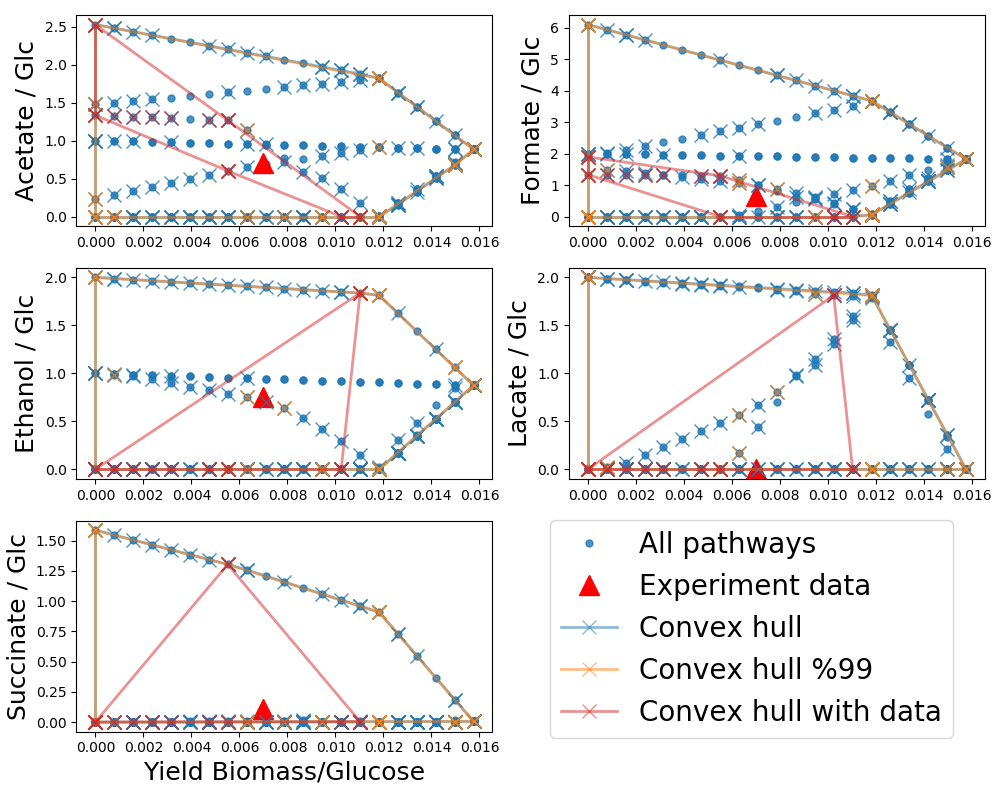 Acetate / Glc
2.5
2.0
1.5
1.0
0.5
0.0
0.000 0.002 0.004 0.006 0.008 0.010 0.012 0.014 0.016
Formate / Glc
6
5
4
3
2
1
0
0.000 0.002 0.004 0.006 0.008 0.010 0.012 0.014 0.016
Ethanol / Glc
2.0
1.5
1.0
0.5
0.0
0.000 0.002 0.004 0.006 0.008 0.010 0.012 0.014 0.016
Lacate / Glc
2.0
1.5
1.0
0.5
0.0
0.000 0.002 0.004 0.006 0.008 0.010 0.012 0.014 0.016
Succinate / Glc
1.50
1.25
1.00
0.75
0.50
0.25
0.00
0.000 0.002 0.004 0.006 0.008 0.010 0.012 0.014 0.016
Yield Biomass/Glucose
All pathways
Experiment data
Convex hull
Convex hull %99
Convex hull with data